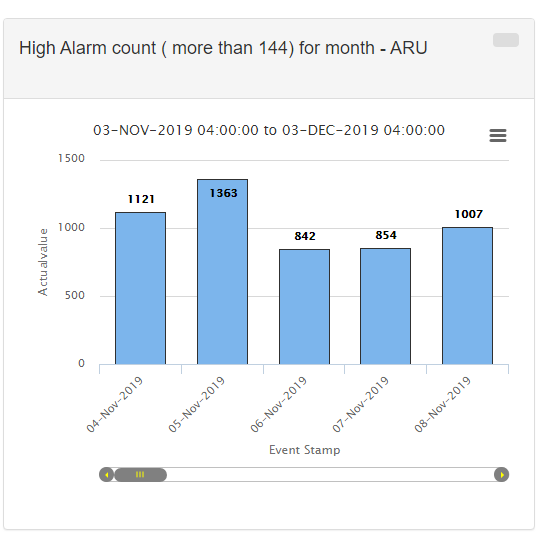 High Alarm count ( more than 144) for month - ARU
03-NOV-2019 04:00:00 to 03-DEC-2019 04:00:00
1500
1000
500
0
Actualvalue
1121
1363
842
854
1007
04-Nov-2019
05-Nov-2019
06-Nov-2019
07-Nov-2019
08-Nov-2019
Event Stamp